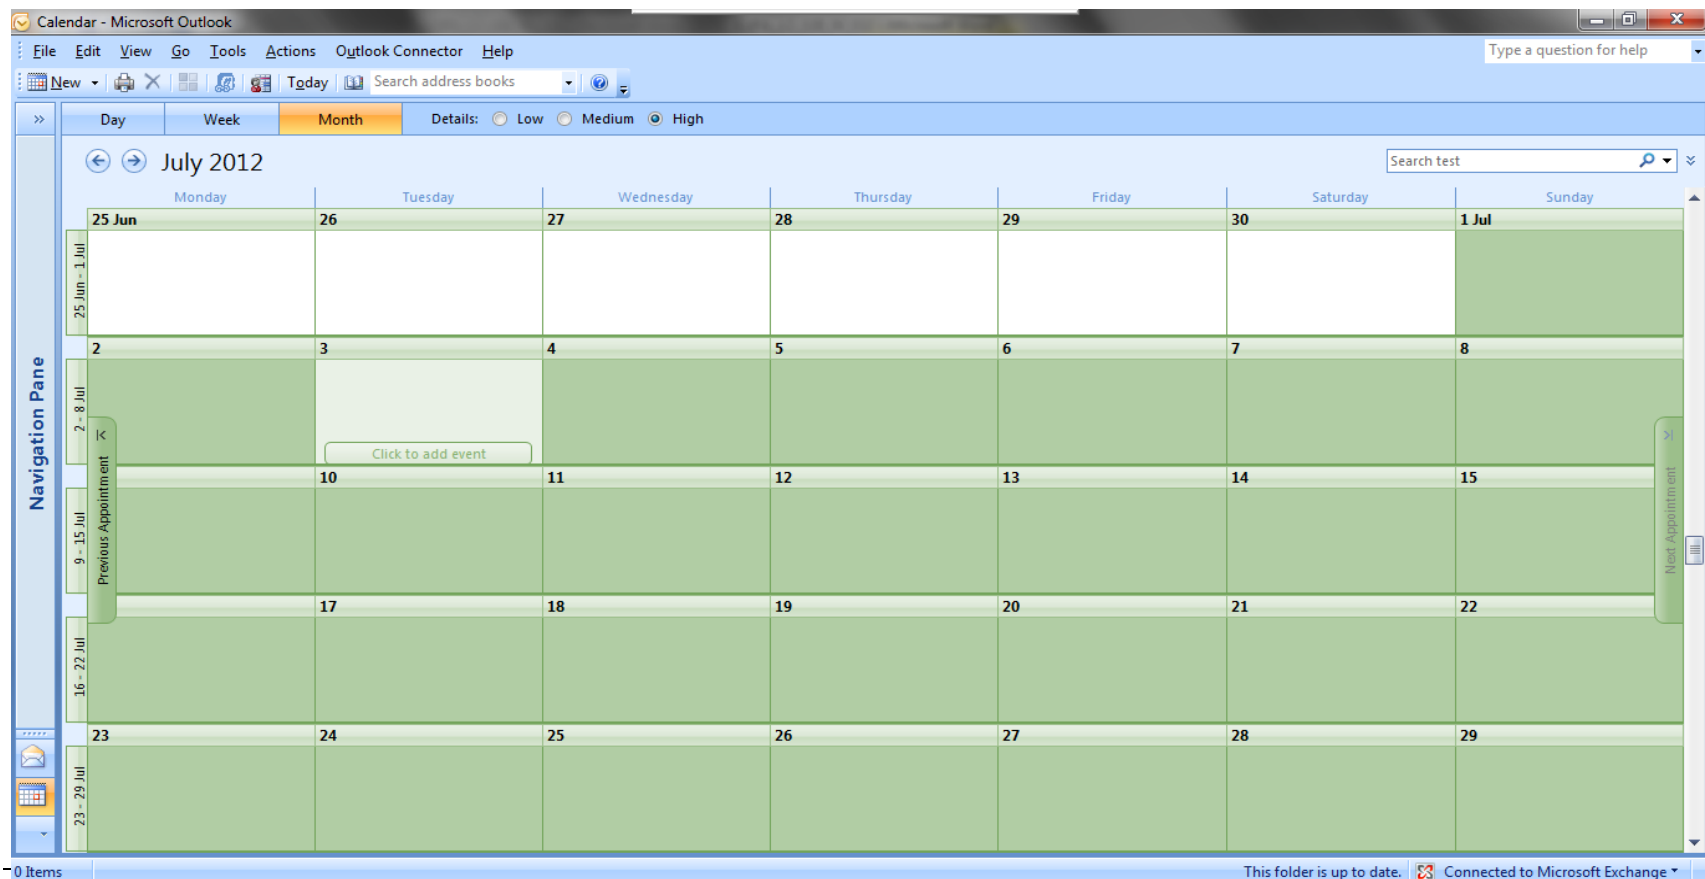 Calendar - Microsoft Outlook
File Edit View Go Tools Actions Outlook Connector Help
Type a question for help
New Today Search address books
Day Week Month Details: Low Medium High
July 2012
Search test
Monday Tuesday Wednesday Thursday Friday Saturday Sunday
25 Jun 26 27 28 29 30 1 Jul
25 Jun - 1 Jul
2 3 4 5 6 7 8
2 - 8 Jul
Click to add event
10 11 12 13 14 15
9 - 15 Jul
17 18 19 20 21 22
16 - 22 Jul
23 24 25 26 27 28 29
23 - 29 Jul
Navigation Pane
Previous Appointment
Next Appointment
0 Items
This folder is up to date. Connected to Microsoft Exchange